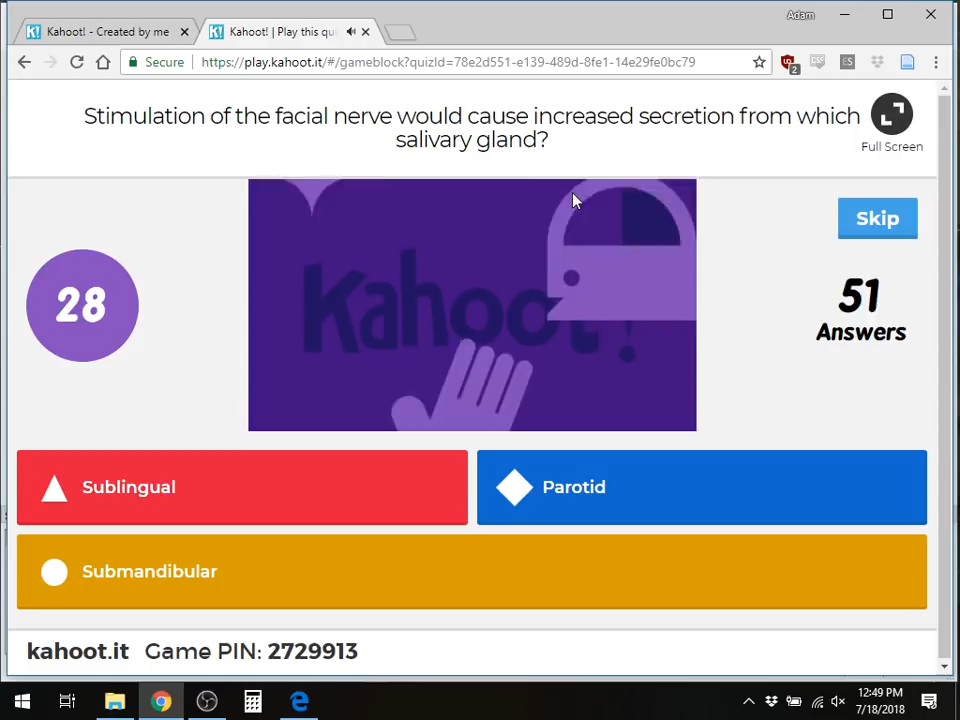 Adam
Kahoot! - Created by me
Kahoot! | Play this qu
Secure
https://play.kahoot.it/#/gameblock?quizId=78e2d551-e139-489d-8fe1-14e29fe0bc79
2
ES
Stimulation of the facial nerve would cause increased secretion from which
salivary gland?
Full Screen
Skip
28
Kahoot!
51
Answers
Sublingual
Parotid
Submandibular
kahoot.it Game PIN: 2729913
12:49 PM
7/18/2018